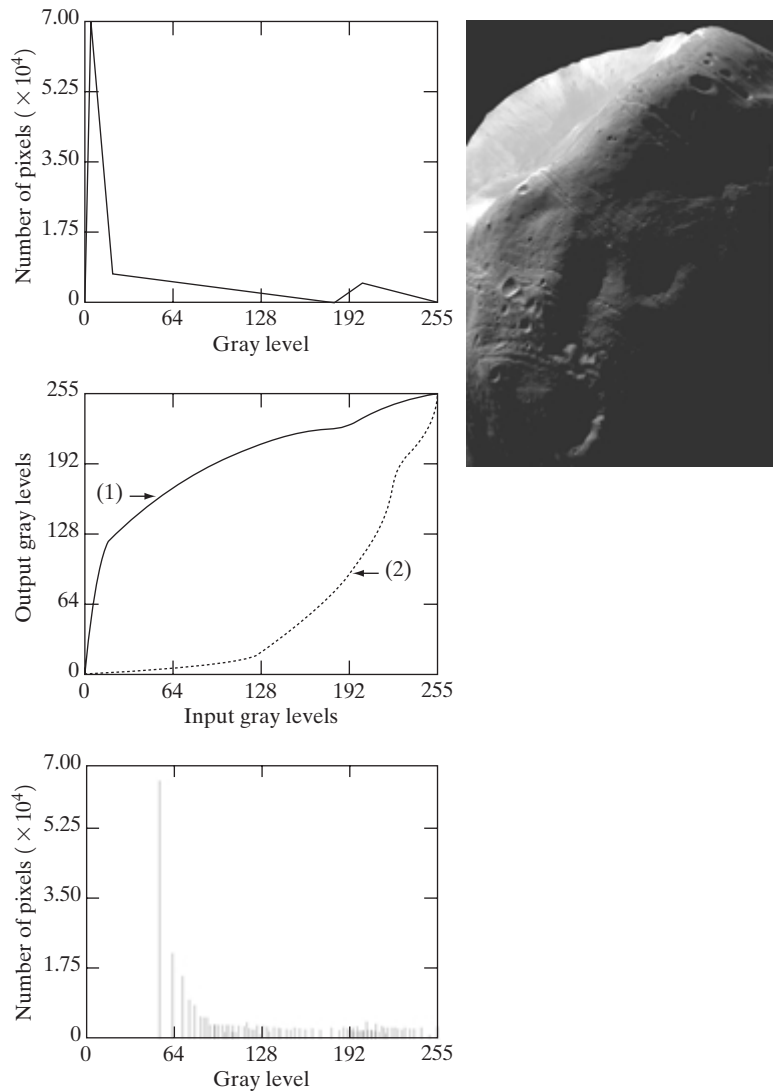 7.00
5.25
3.50
1.75
0
Number of pixels ( × 10⁴)
0 64 128 192 255
Gray level
255
192
128
64
0
Output gray levels
(1)
(2)
0 64 128 192 255
Input gray levels
7.00
5.25
3.50
1.75
0
Number of pixels ( × 10⁴)
0 64 128 192 255
Gray level